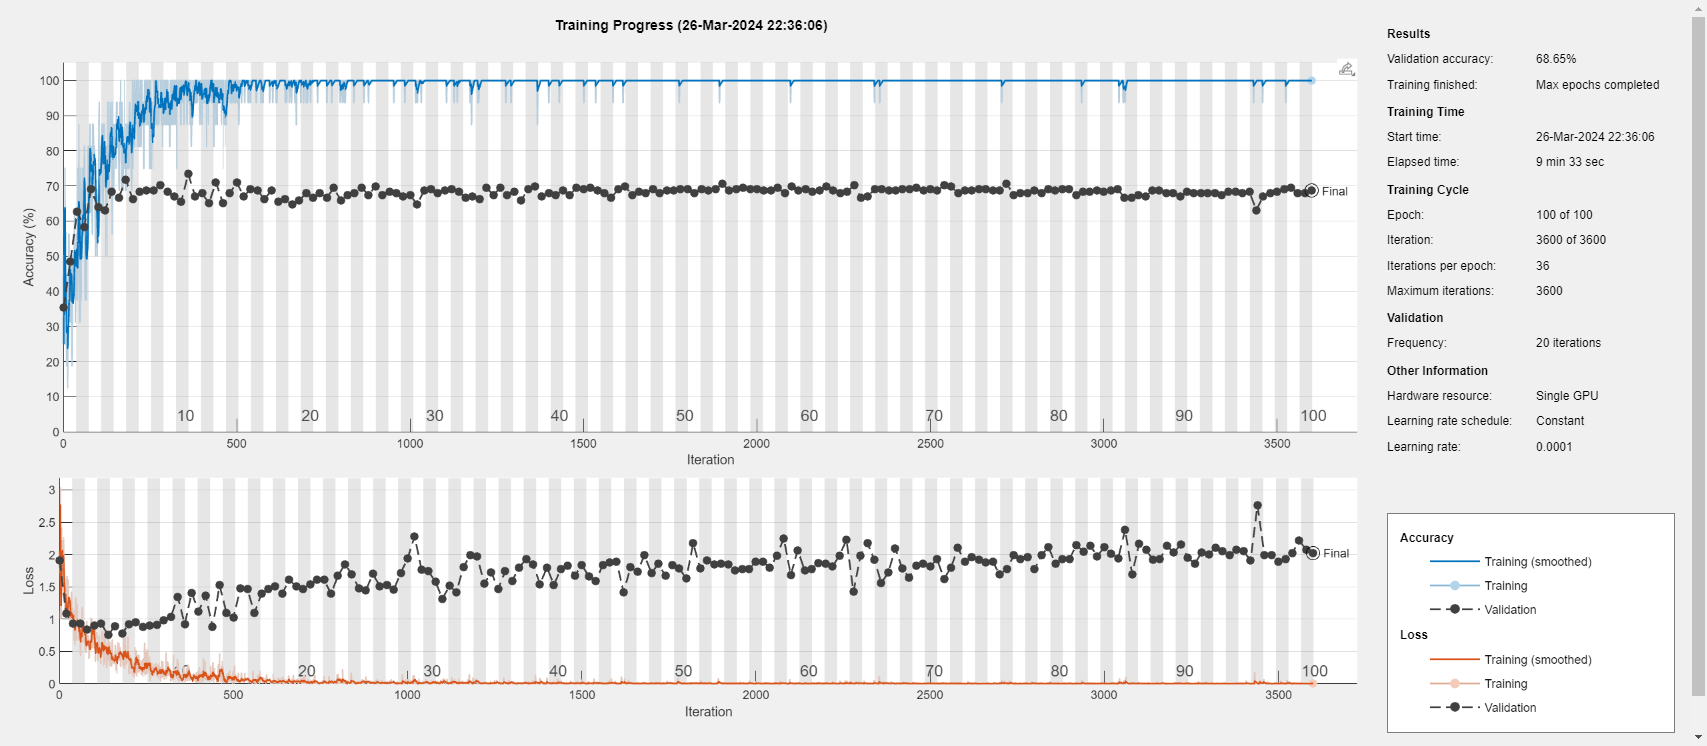 Training Progress (26-Mar-2024 22:36:06)
Accuracy (%)
100
90
80
70
60
50
40
30
20
10
0
Final
10 20 30 40 50 60 70 80 90 100
0 500 1000 1500 2000 2500 3000 3500
Iteration
Loss
3
2.5
2
1.5
1
0.5
0
Final
20 30 40 50 60 70 80 90 100
0 500 1000 1500 2000 2500 3000 3500
Iteration
Results
Validation accuracy: 68.65%
Training finished: Max epochs completed
Training Time
Start time: 26-Mar-2024 22:36:06
Elapsed time: 9 min 33 sec
Training Cycle
Epoch: 100 of 100
Iteration: 3600 of 3600
Iterations per epoch: 36
Maximum iterations: 3600
Validation
Frequency: 20 iterations
Other Information
Hardware resource: Single GPU
Learning rate schedule: Constant
Learning rate: 0.0001
Accuracy
Training (smoothed)
Training
Validation
Loss
Training (smoothed)
Training
Validation